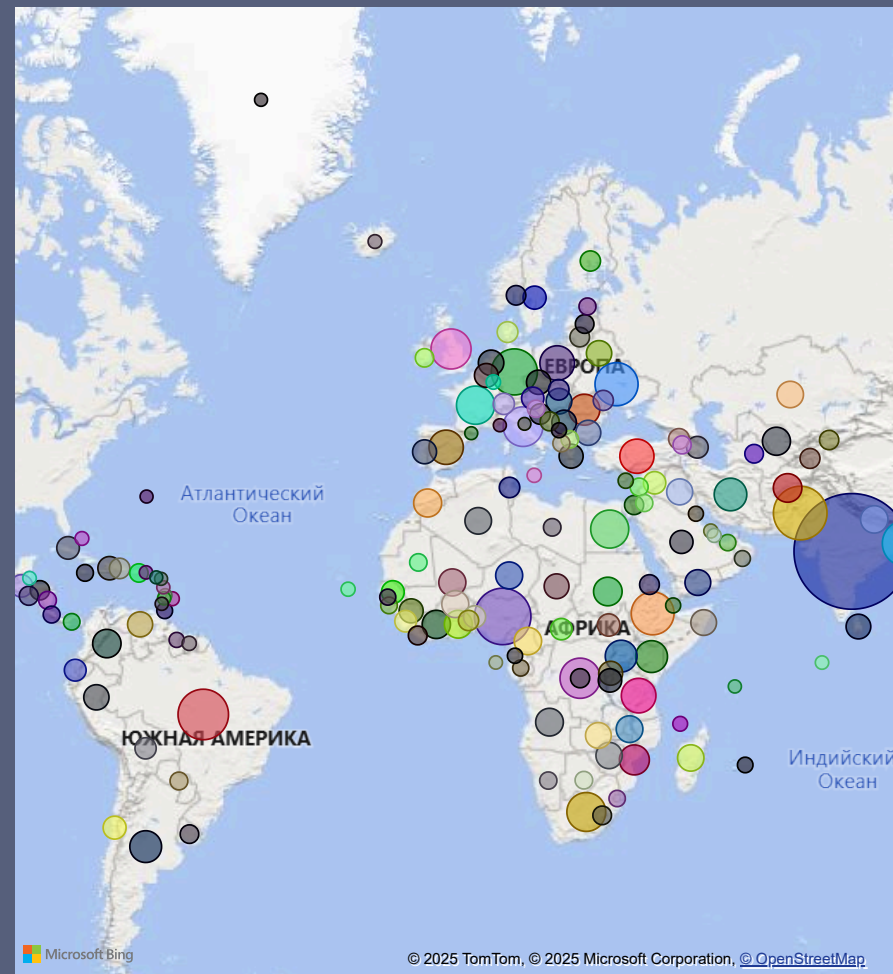 ЕВРОПА
Атлантический
Океан
АФРИКА
ЮЖНАЯ АМЕРИКА
Индийский
Океан
Microsoft Bing
© 2025 TomTom, © 2025 Microsoft Corporation, © OpenStreetMap